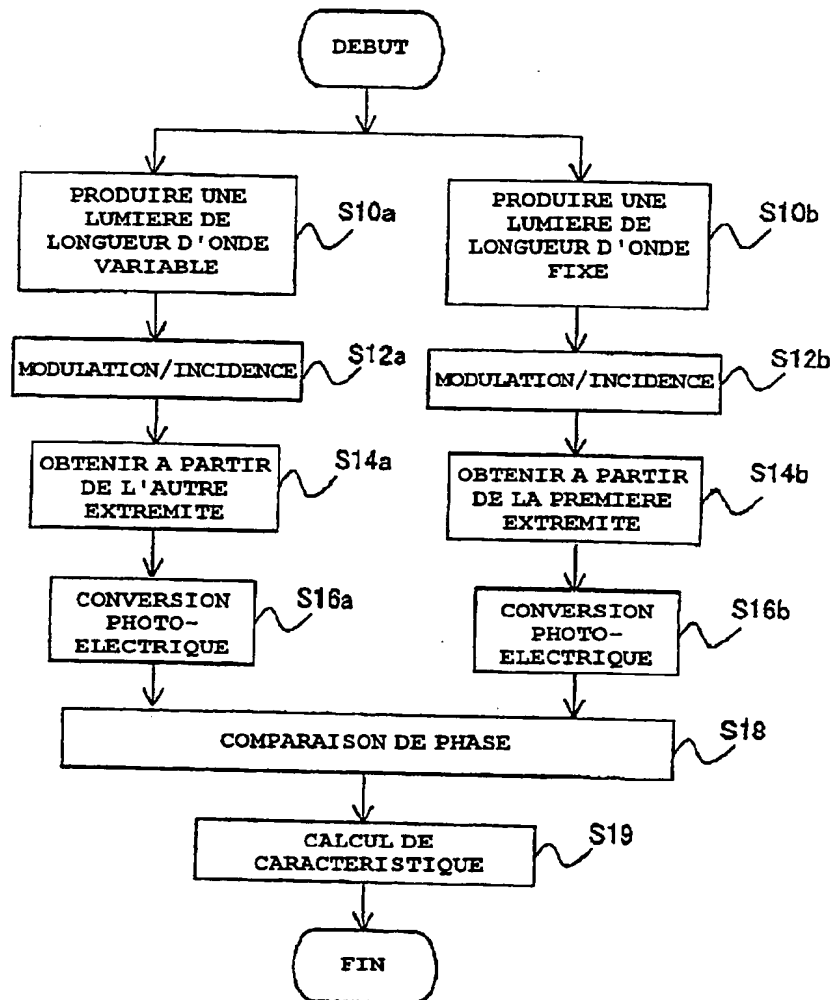 DEBUT
PRODUIRE UNE
LUMIERE DE
LONGUEUR D'ONDE
VARIABLE
S10a
PRODUIRE UNE
LUMIERE DE
LONGUEUR D'ONDE
FIXE
S10b
MODULATION/INCIDENCE
S12a
MODULATION/INCIDENCE
S12b
OBTENIR A PARTIR
DE L'AUTRE
EXTREMITE
S14a
OBTENIR A PARTIR
DE LA PREMIERE
EXTREMITE
S14b
CONVERSION
PHOTO-
ELECTRIQUE
S16a
CONVERSION
PHOTO-
ELECTRIQUE
S16b
COMPARAISON DE PHASE
S18
CALCUL DE
CARACTERISTIQUE
S19
FIN